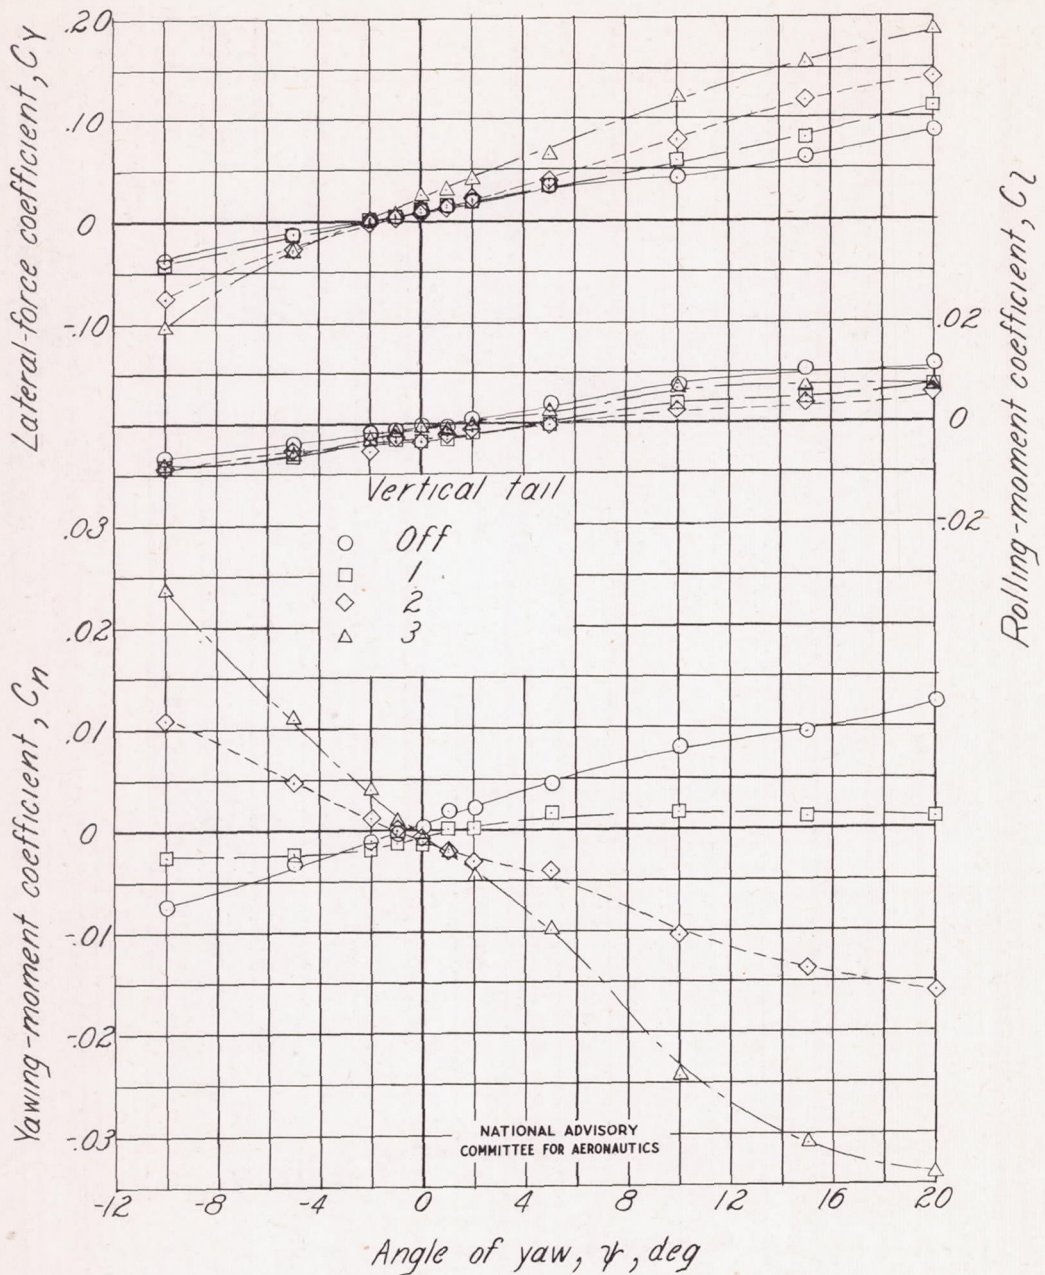 .20
.10
0
-.10
Lateral-force coefficient, CY
.02
0
-.02
Rolling-moment coefficient, Cl
Vertical tail
Off
1
2
3
.03
.02
.01
0
-.01
-.02
-.03
Yawing-moment coefficient, Cn
NATIONAL ADVISORY
COMMITTEE FOR AERONAUTICS
-12 -8 -4 0 4 8 12 16 20
Angle of yaw, ψ, deg